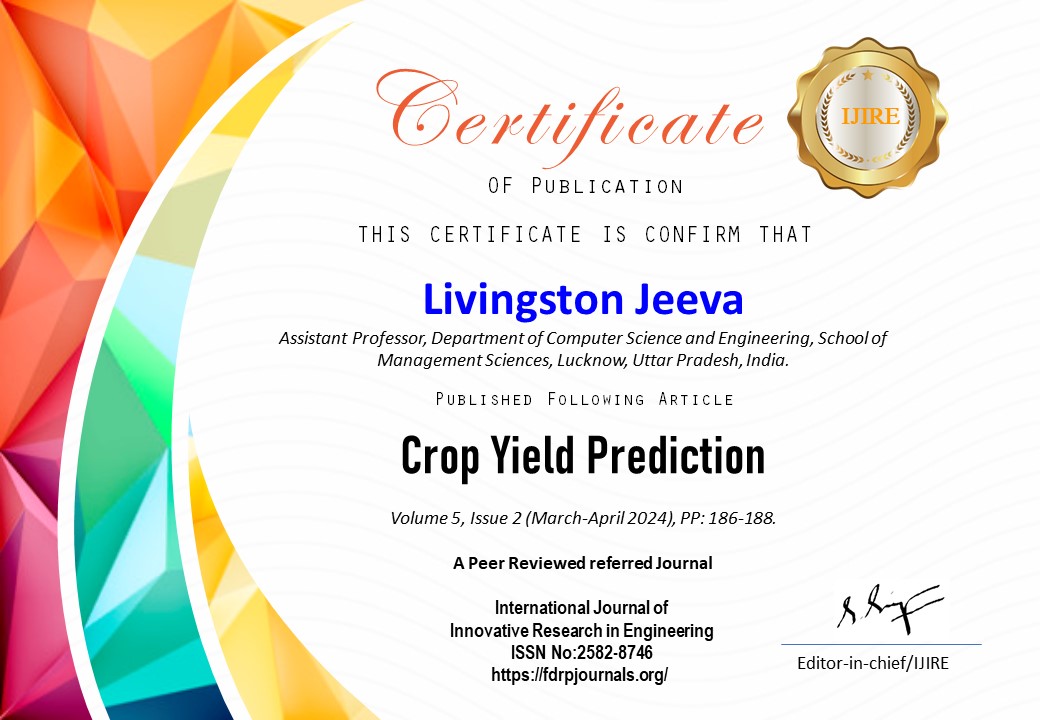 Certificate
IJIRE
OF PUBLICATION
THIS CERTIFICATE IS CONFIRM THAT
Livingston Jeeva
Assistant Professor, Department of Computer Science and Engineering, School of
Management Sciences, Lucknow, Uttar Pradesh, India.
PUBLISHED FOLLOWING ARTICLE
Crop Yield Prediction
Volume 5, Issue 2 (March-April 2024), PP: 186-188.
A Peer Reviewed referred Journal
International Journal of
Innovative Research in Engineering
ISSN No:2582-8746
https://fdrpjournals.org/
Editor-in-chief/IJIRE